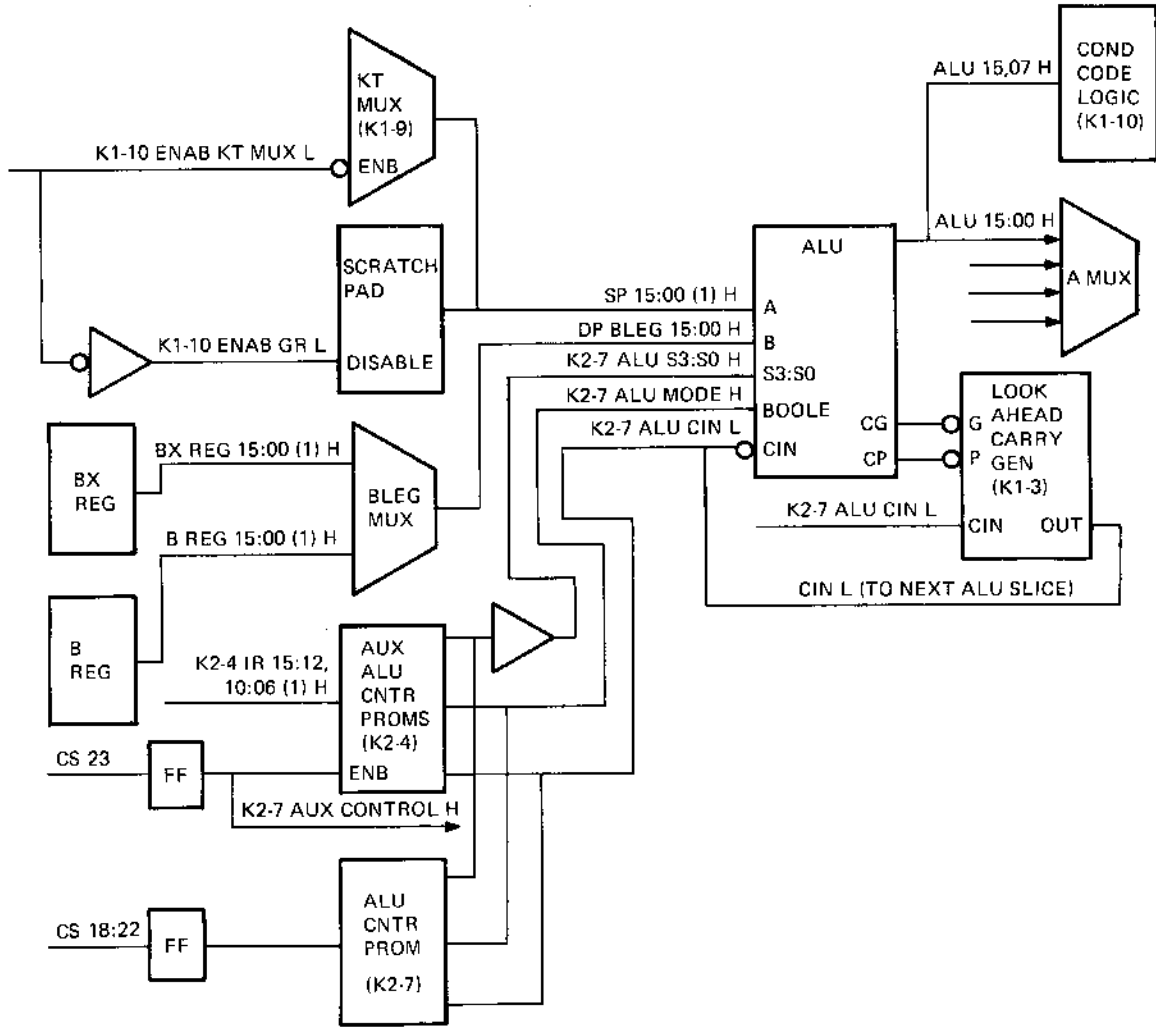 KT
MUX
(K1-9)
ENB
K1-10 ENAB KT MUX L
SCRATCH
PAD
DISABLE
K1-10 ENAB GR L
BX
REG
BX REG 15:00 (1) H
BLEG
MUX
B REG 15:00 (1) H
B
REG
K2-4 IR 15:12,
10:06 (1) H
AUX
ALU
CNTR
PROMS
(K2-4)
ENB
CS 23
FF
K2-7 AUX CONTROL H
CS 18:22
FF
ALU
CNTR
PROM
(K2-7)
SP 15:00 (1) H
DP BLEG 15:00 H
K2-7 ALU S3:S0 H
K2-7 ALU MODE H
K2-7 ALU CIN L
ALU
A
B
S3:S0
BOOLE
CIN
CG
CP
ALU 15,07 H
COND
CODE
LOGIC
(K1-10)
ALU 15:00 H
A MUX
LOOK
AHEAD
CARRY
GEN
(K1-3)
G
P
CIN
OUT
K2-7 ALU CIN L
CIN L (TO NEXT ALU SLICE)